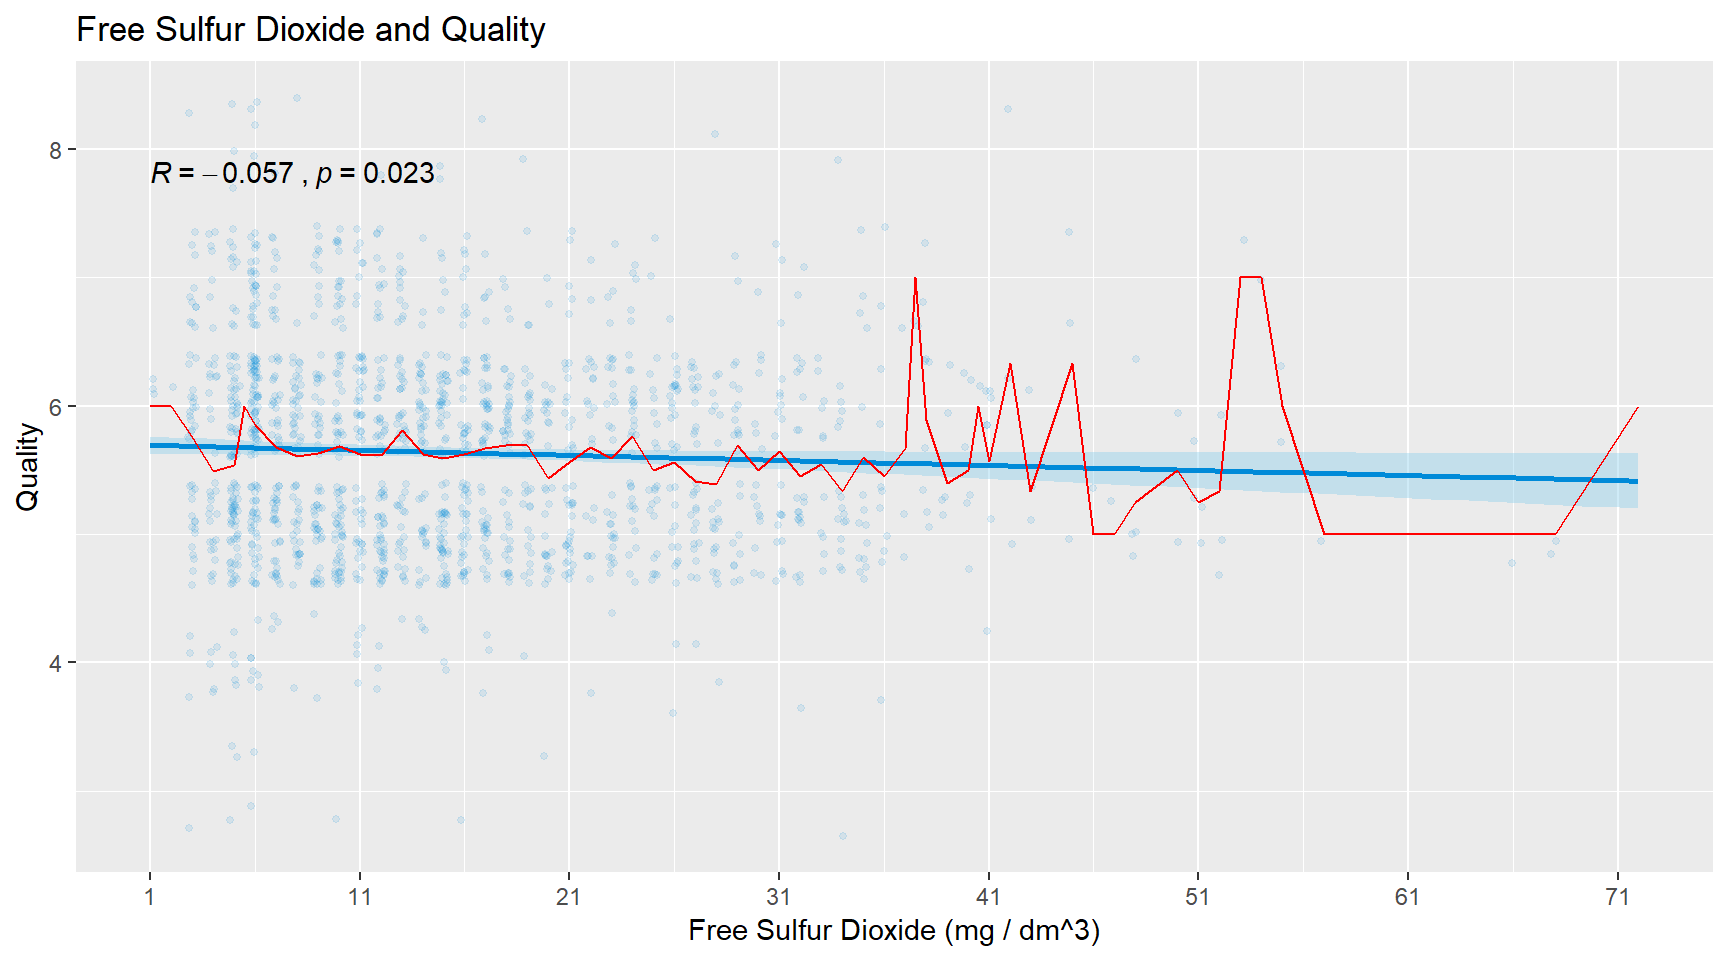 Free Sulfur Dioxide and Quality
R = −0.057 , p = 0.023
8
6
4
Quality
1 11 21 31 41 51 61 71
Free Sulfur Dioxide (mg / dm^3)